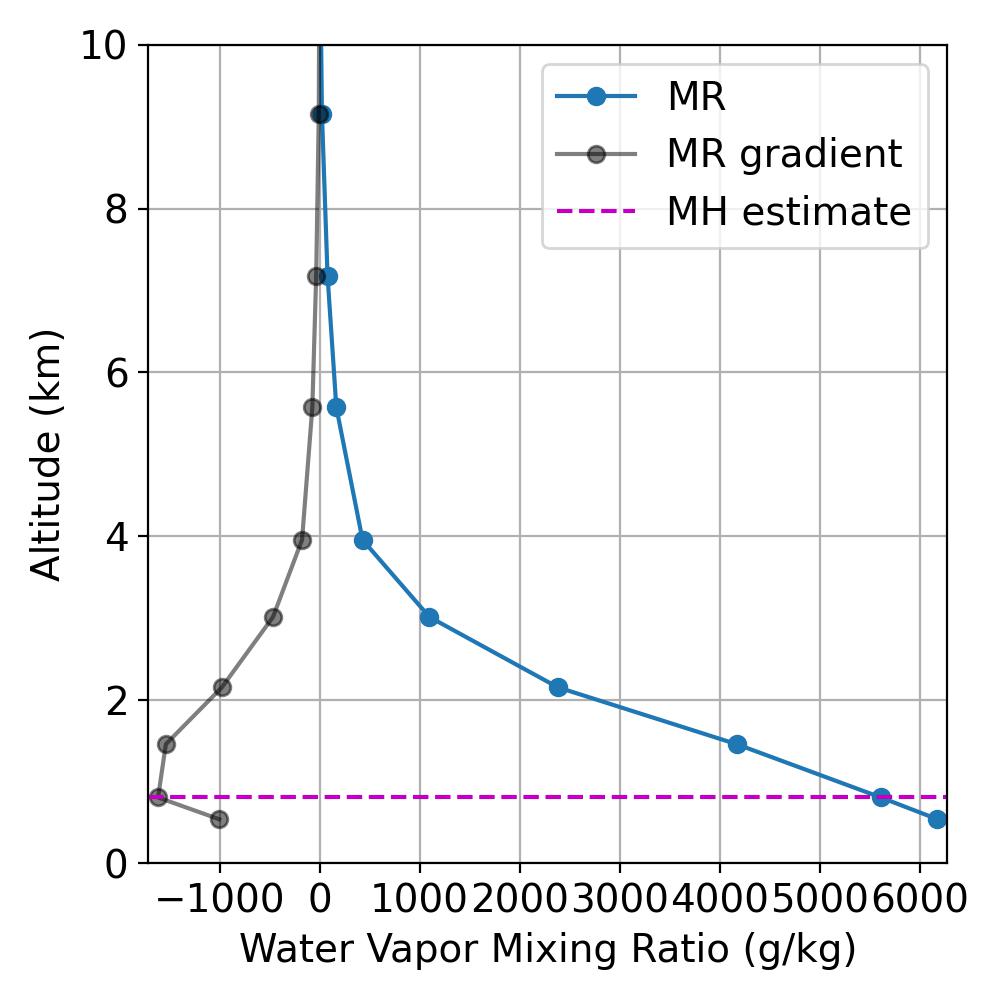 10
8
6
4
2
0
Altitude (km)
MR
MR gradient
MH estimate
−1000 0 1000 2000 3000 4000 5000 6000
Water Vapor Mixing Ratio (g/kg)